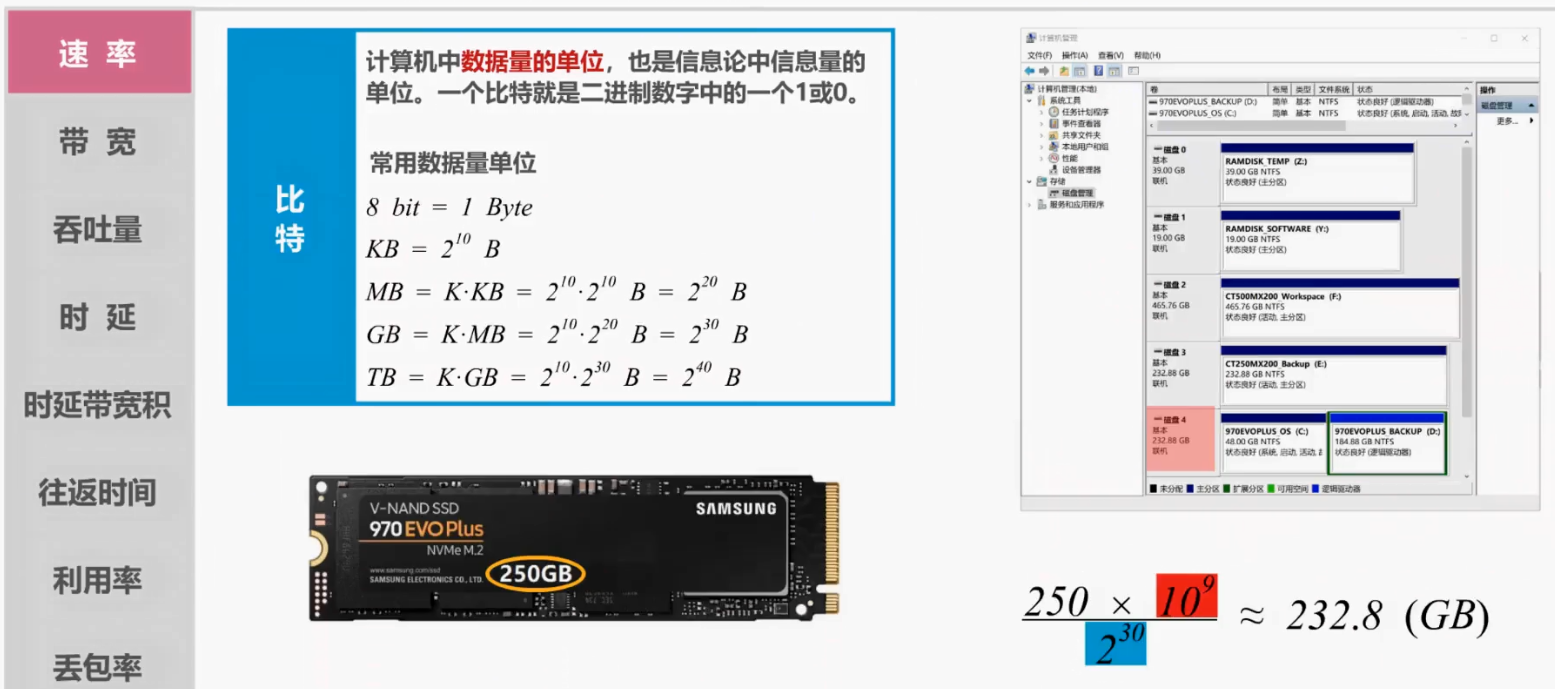 速 率
带 宽
吞吐量
时 延
时延带宽积
往返时间
利用率
丢包率
比
特
计算机中数据量的单位，也是信息论中信息量的
单位。一个比特就是二进制数字中的一个1或0。
常用数据量单位
8 bit = 1 Byte
KB = 2^10 B
MB = K·KB = 2^10·2^10 B = 2^20 B
GB = K·MB = 2^10·2^20 B = 2^30 B
TB = K·GB = 2^10·2^30 B = 2^40 B
V-NAND SSD
970 EVO Plus
NVMe M.2
www.samsung.com/ssd
SAMSUNG ELECTRONICS CO., LTD.
250GB
SAMSUNG
计算机管理
文件(F) 操作(A) 查看(V) 帮助(H)
计算机管理(本地)
系统工具
任务计划程序
事件查看器
共享文件夹
本地用户和组
性能
设备管理器
存储
磁盘管理
服务和应用程序
卷 布局 类型 文件系统 状态
970EVOPLUS_BACKUP (D:) 简单 基本 NTFS 状态良好 (逻辑驱动器)
970EVOPLUS_OS (C:) 简单 基本 NTFS 状态良好 (系统, 启动, 活动, 故
操作
磁盘管理
更多...
磁盘 0
基本
39.00 GB
联机
RAMDISK_TEMP (Z:)
39.00 GB NTFS
状态良好 (主分区)
磁盘 1
基本
19.00 GB
联机
RAMDISK_SOFTWARE (Y:)
19.00 GB NTFS
状态良好 (主分区)
磁盘 2
基本
465.76 GB
联机
CT500MX200_Workspace (F:)
465.76 GB NTFS
状态良好 (活动, 主分区)
磁盘 3
基本
232.88 GB
联机
CT250MX200_Backup (E:)
232.88 GB NTFS
状态良好 (活动, 主分区)
磁盘 4
基本
232.88 GB
联机
970EVOPLUS_OS (C:)
48.00 GB NTFS
状态良好 (系统, 启动, 活动,
970EVOPLUS_BACKUP (D:)
184.88 GB NTFS
状态良好 (逻辑驱动器)
未分配 主分区 扩展分区 可用空间 逻辑驱动器
250 × 10^9
2^30
≈ 232.8 (GB)